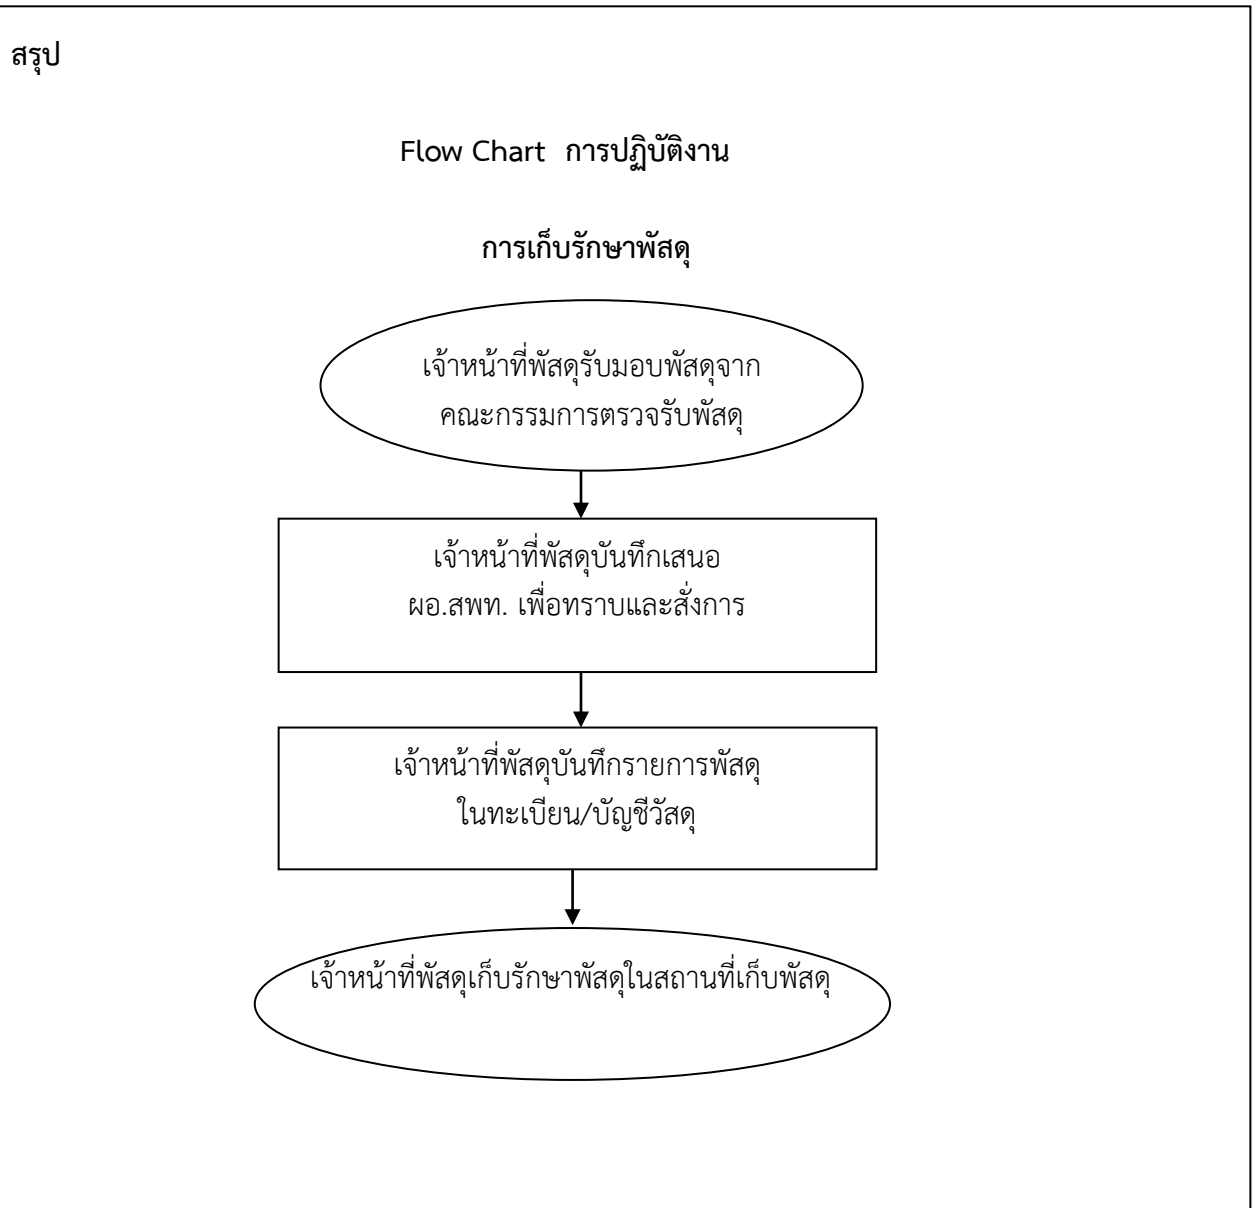 สรุป
Flow Chart การปฏิบัติงาน
การเก็บรักษาพัสดุ
เจ้าหน้าที่พัสดุรับมอบพัสดุจาก
คณะกรรมการตรวจรับพัสดุ
เจ้าหน้าที่พัสดุบันทึกเสนอ
ผอ.สพท. เพื่อทราบและสั่งการ
เจ้าหน้าที่พัสดุบันทึกรายการพัสดุ
ในทะเบียน/บัญชีวัสดุ
เจ้าหน้าที่พัสดุเก็บรักษาพัสดุในสถานที่เก็บพัสดุ